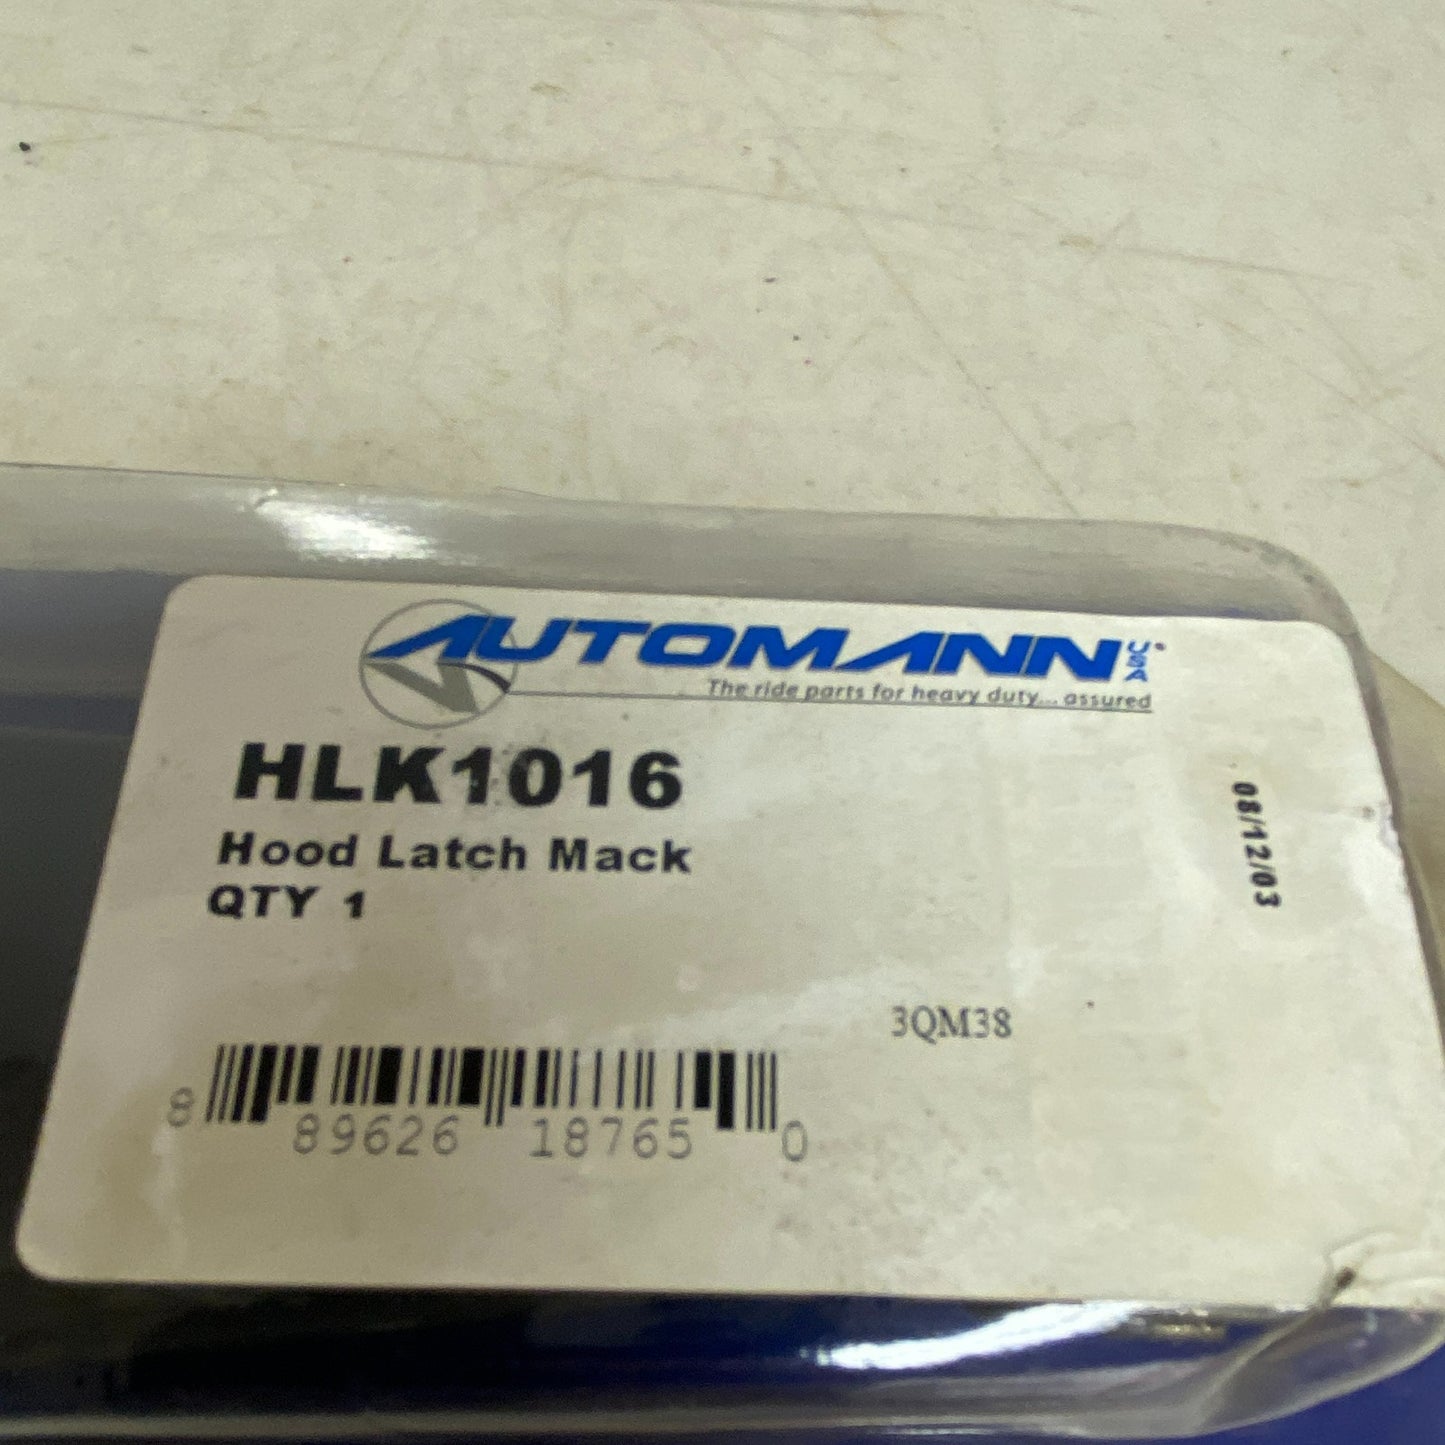 AUTOMANN USA
The ride parts for heavy duty... assured
HLK1016
Hood Latch Mack
QTY 1
08/12/03
3QM38
8 89626 18765 0